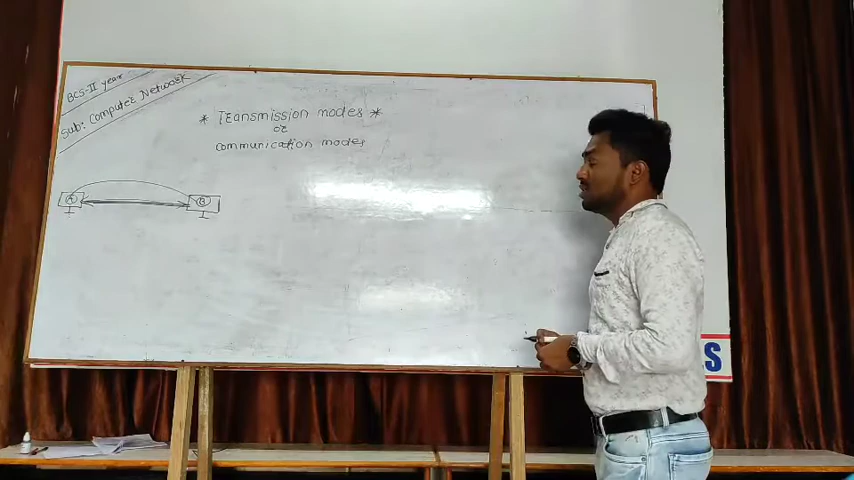 BCS-II year
Sub: Computer Network
* Transmission modes *
or
communication modes
A
B
S